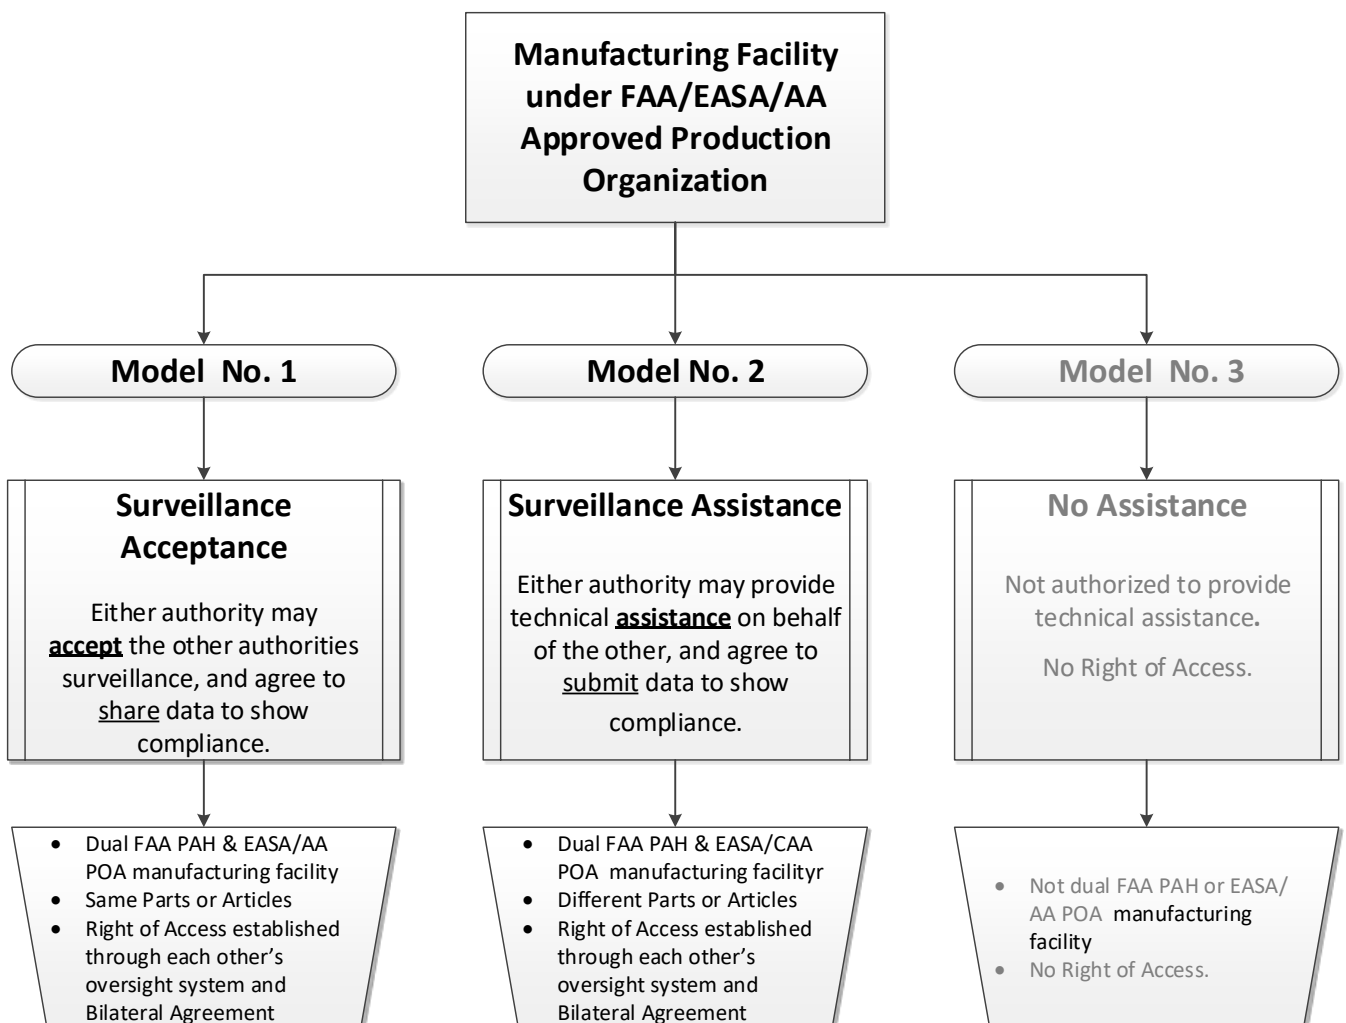 Manufacturing Facility
under FAA/EASA/AA
Approved Production
Organization
Model No. 1
Model No. 2
Model No. 3
Surveillance
Acceptance
Either authority may
accept the other authorities
surveillance, and agree to
share data to show
compliance.
Surveillance Assistance
Either authority may provide
technical assistance on behalf
of the other, and agree to
submit data to show
compliance.
No Assistance
Not authorized to provide
technical assistance.
No Right of Access.
• Dual FAA PAH & EASA/AA
POA manufacturing facility
• Same Parts or Articles
• Right of Access established
through each other’s
oversight system and
Bilateral Agreement
• Dual FAA PAH & EASA/CAA
POA manufacturing facilityr
• Different Parts or Articles
• Right of Access established
through each other’s
oversight system and
Bilateral Agreement
• Not dual FAA PAH or EASA/
AA POA manufacturing
facility
• No Right of Access.